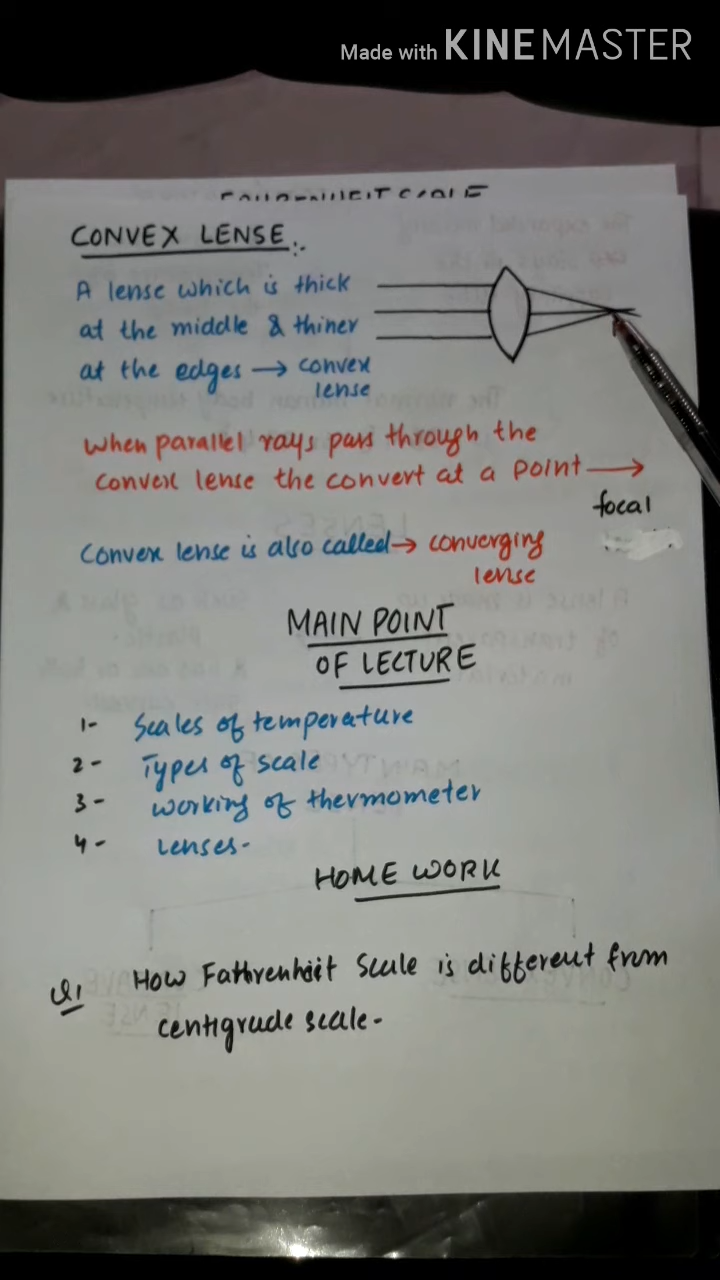 Made with KINEMASTER
FAHRENHEIT SCALE
CONVEX LENSE:-
A lense which is thick
at the middle & thiner
at the edges → convex
lense
when parallel rays pass through the
convex lense the convert at a point →
focal
Convex lense is also called → converging
lense
MAIN POINT
OF LECTURE
1- Scales of temperature
2- Types of scale
3- working of thermometer
4- lenses-
HOME WORK
Q1 How Fathrenheit Scale is different from
centigrade scale-